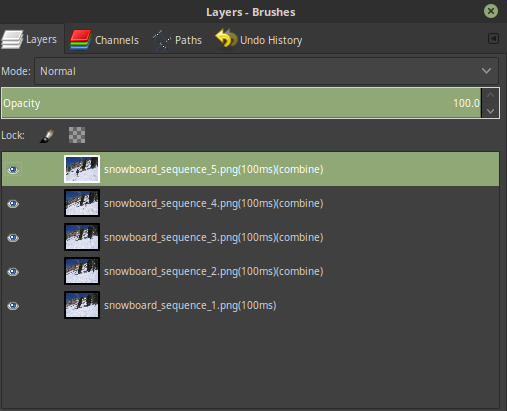 Layers - Brushes
Layers Channels Paths Undo History
Mode: Normal
Opacity 100.0
Lock:
snowboard_sequence_5.png(100ms)(combine)
snowboard_sequence_4.png(100ms)(combine)
snowboard_sequence_3.png(100ms)(combine)
snowboard_sequence_2.png(100ms)(combine)
snowboard_sequence_1.png(100ms)